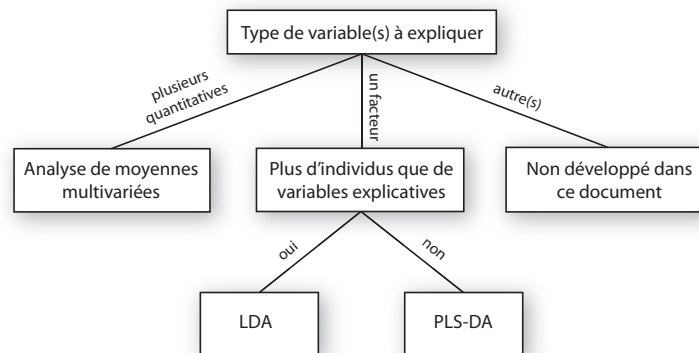 Type de variable(s) à expliquer
plusieurs
quantitatives
un facteur
autre(s)
Analyse de moyennes
multivariées
Plus d'individus que de
variables explicatives
Non développé dans
ce document
oui
non
LDA
PLS-DA